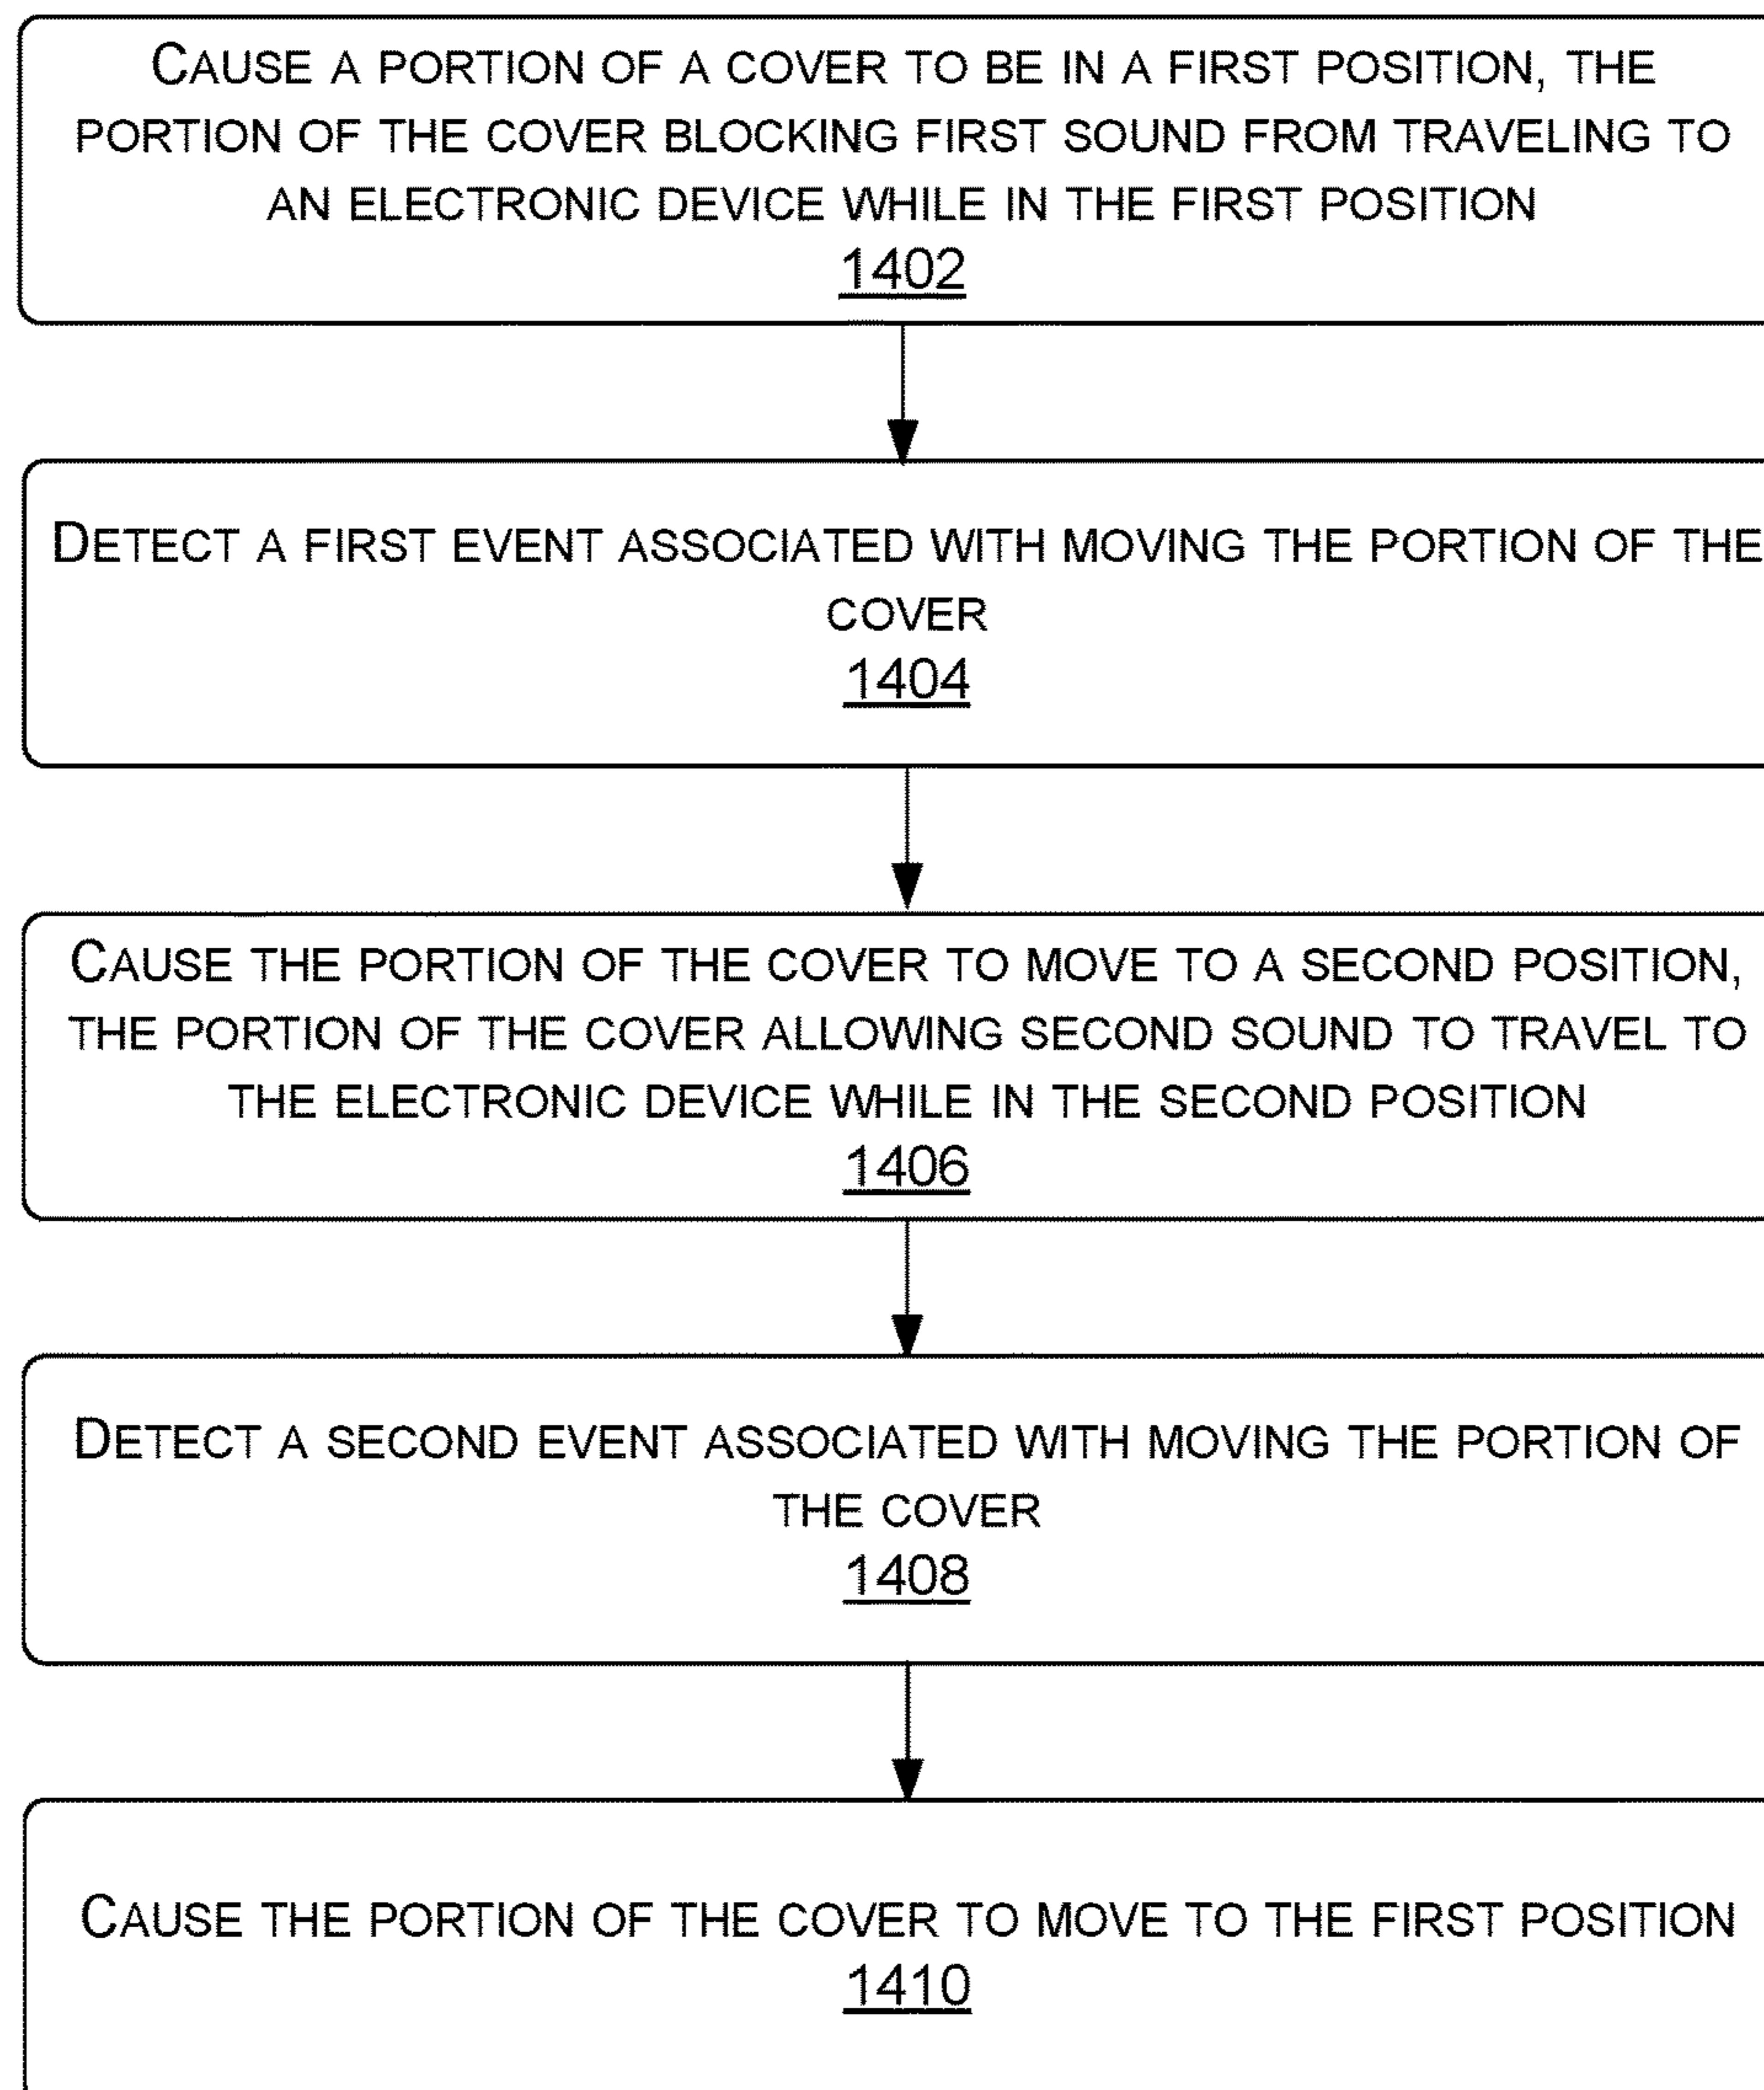 CAUSE A PORTION OF A COVER TO BE IN A FIRST POSITION, THE
PORTION OF THE COVER BLOCKING FIRST SOUND FROM TRAVELING TO
AN ELECTRONIC DEVICE WHILE IN THE FIRST POSITION
1402
DETECT A FIRST EVENT ASSOCIATED WITH MOVING THE PORTION OF THE
COVER
1404
CAUSE THE PORTION OF THE COVER TO MOVE TO A SECOND POSITION,
THE PORTION OF THE COVER ALLOWING SECOND SOUND TO TRAVEL TO
THE ELECTRONIC DEVICE WHILE IN THE SECOND POSITION
1406
DETECT A SECOND EVENT ASSOCIATED WITH MOVING THE PORTION OF
THE COVER
1408
CAUSE THE PORTION OF THE COVER TO MOVE TO THE FIRST POSITION
1410